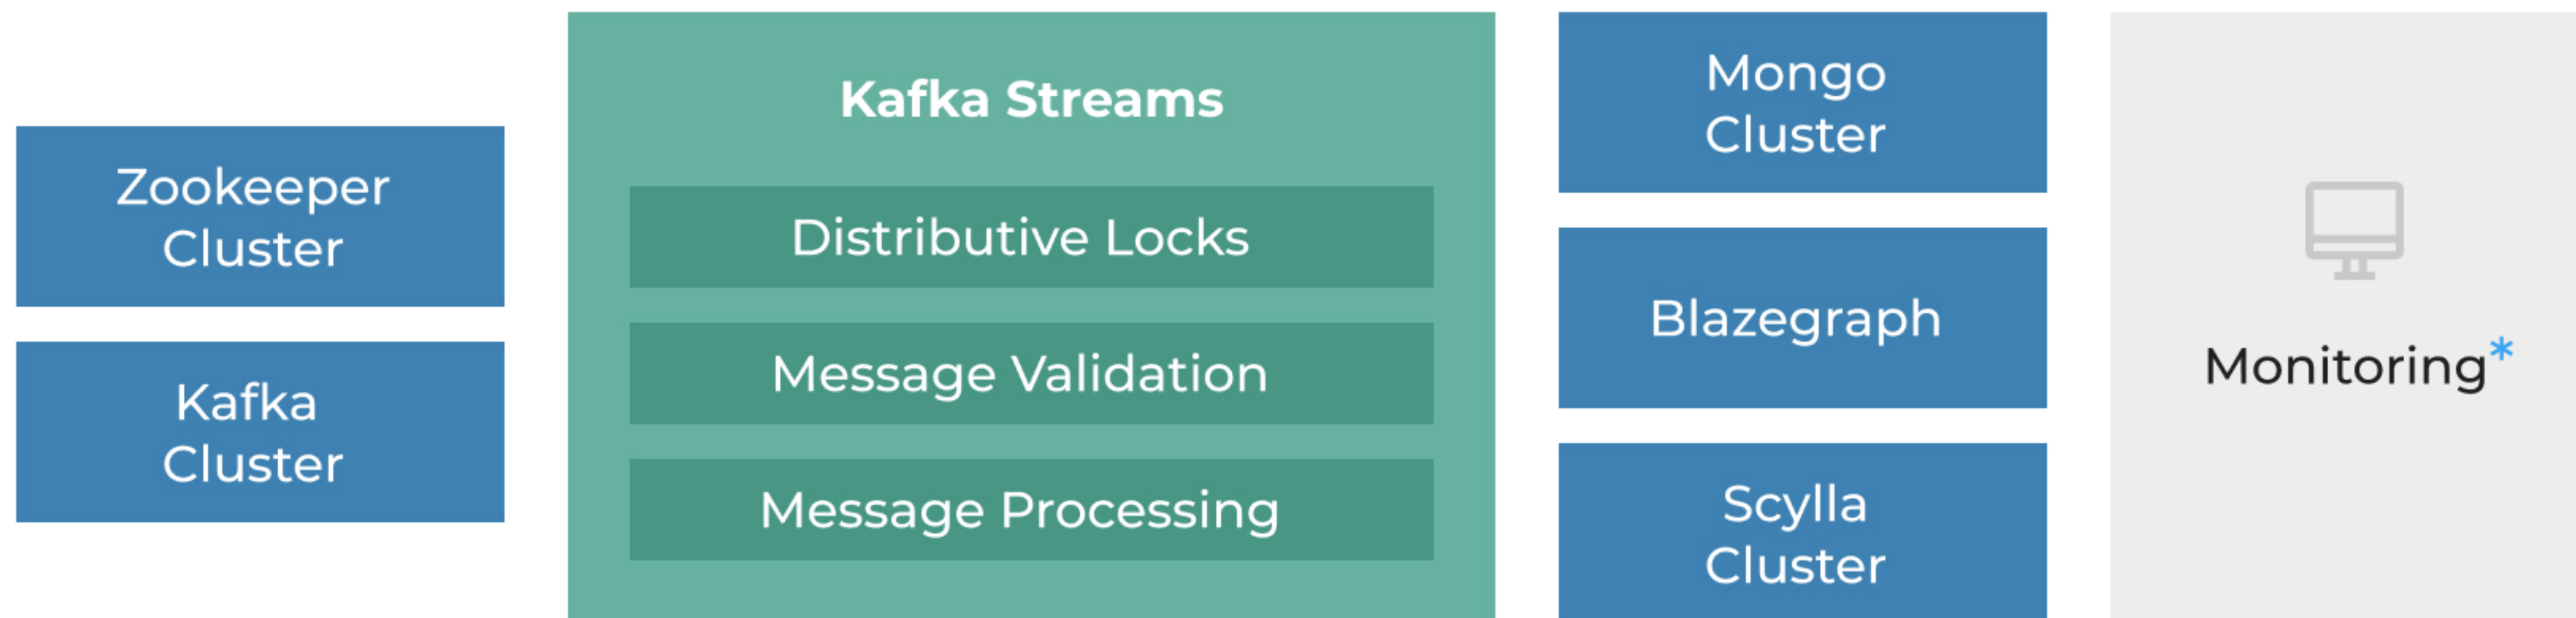 Zookeeper
Cluster
Kafka
Cluster
Kafka Streams
Distributive Locks
Message Validation
Message Processing
Mongo
Cluster
Blazegraph
Scylla
Cluster
Monitoring*